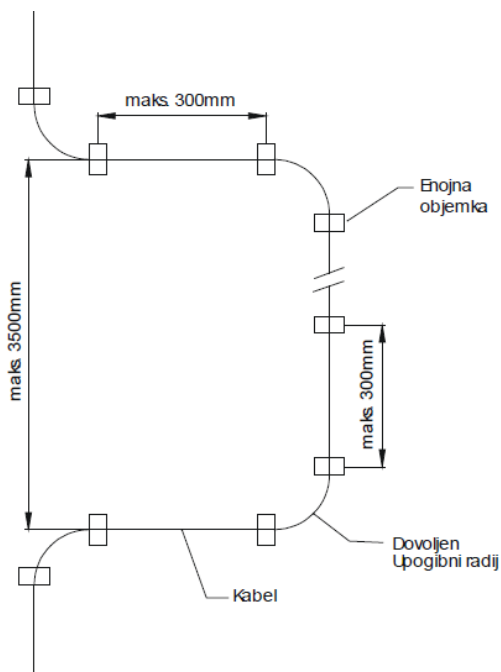 maks. 300mm
Enojna
objemka
maks. 3500mm
maks. 300mm
Dovoljen
Upogibni radij
Kabel